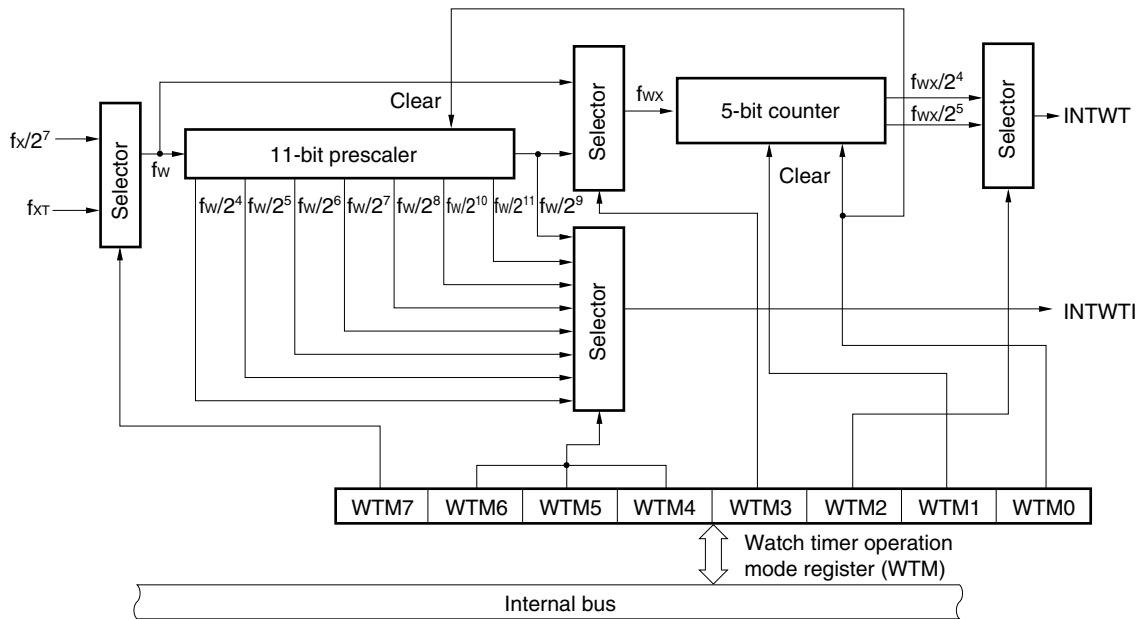 Clear
fX/2⁷
fXT
Selector
fW
11-bit prescaler
fW/2⁴ fW/2⁵ fW/2⁶ fW/2⁷ fW/2⁸ fW/2¹⁰ fW/2¹¹ fW/2⁹
Selector
fWX
5-bit counter
Clear
fWX/2⁴
fWX/2⁵
Selector
INTWT
Selector
INTWTI
WTM7 WTM6 WTM5 WTM4 WTM3 WTM2 WTM1 WTM0
Watch timer operation
mode register (WTM)
Internal bus